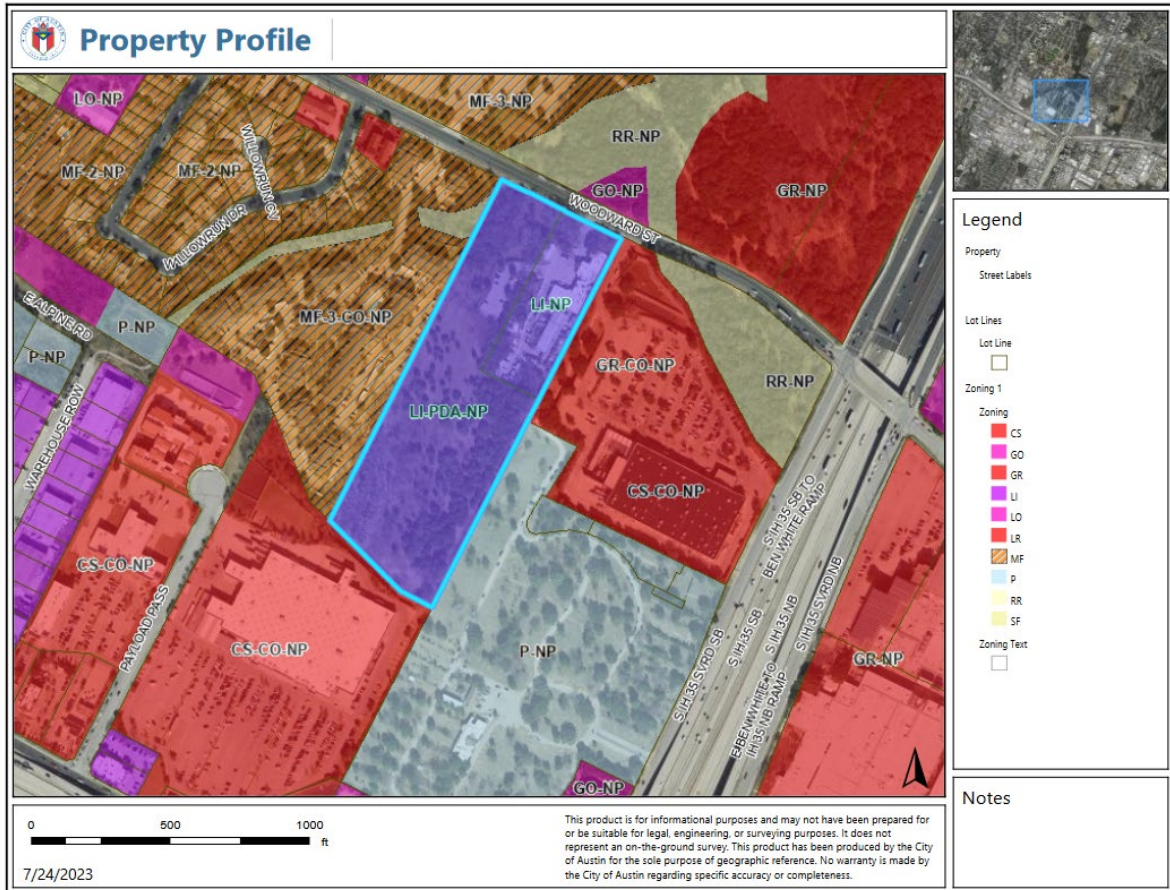 CITY OF AUSTIN
Property Profile
LO-NP
MF-3-NP
RR-NP
MF-2-NP
MF-2-NP
WILLOWRUN CV
WILLOWRUN DR
GO-NP
WOODWARD ST
GR-NP
E ALPINE RD
P-NP
P-NP
MF-3-CO-NP
LI-NP
GR-CO-NP
RR-NP
LI-PDA-NP
WAREHOUSE ROW
CS-CO-NP
CS-CO-NP
PAYLOAD PASS
CS-CO-NP
P-NP
S IH 35 SB TO
BEN WHITE RAMP
S IH 35 SVRD SB
S IH 35 SB
S IH 35 NB
S IH 35 SVRD NB
E BEN WHITE TO
IH 35 NB RAMP
GR-NP
GO-NP
Legend
Property
Street Labels
Lot Lines
Lot Line
Zoning 1
Zoning
CS
GO
GR
LI
LO
LR
MF
P
RR
SF
Zoning Text
Notes
0 500 1000
ft
7/24/2023
This product is for informational purposes and may not have been prepared for
or be suitable for legal, engineering, or surveying purposes. It does not
represent an on-the-ground survey. This product has been produced by the City
of Austin for the sole purpose of geographic reference. No warranty is made by
the City of Austin regarding specific accuracy or completeness.